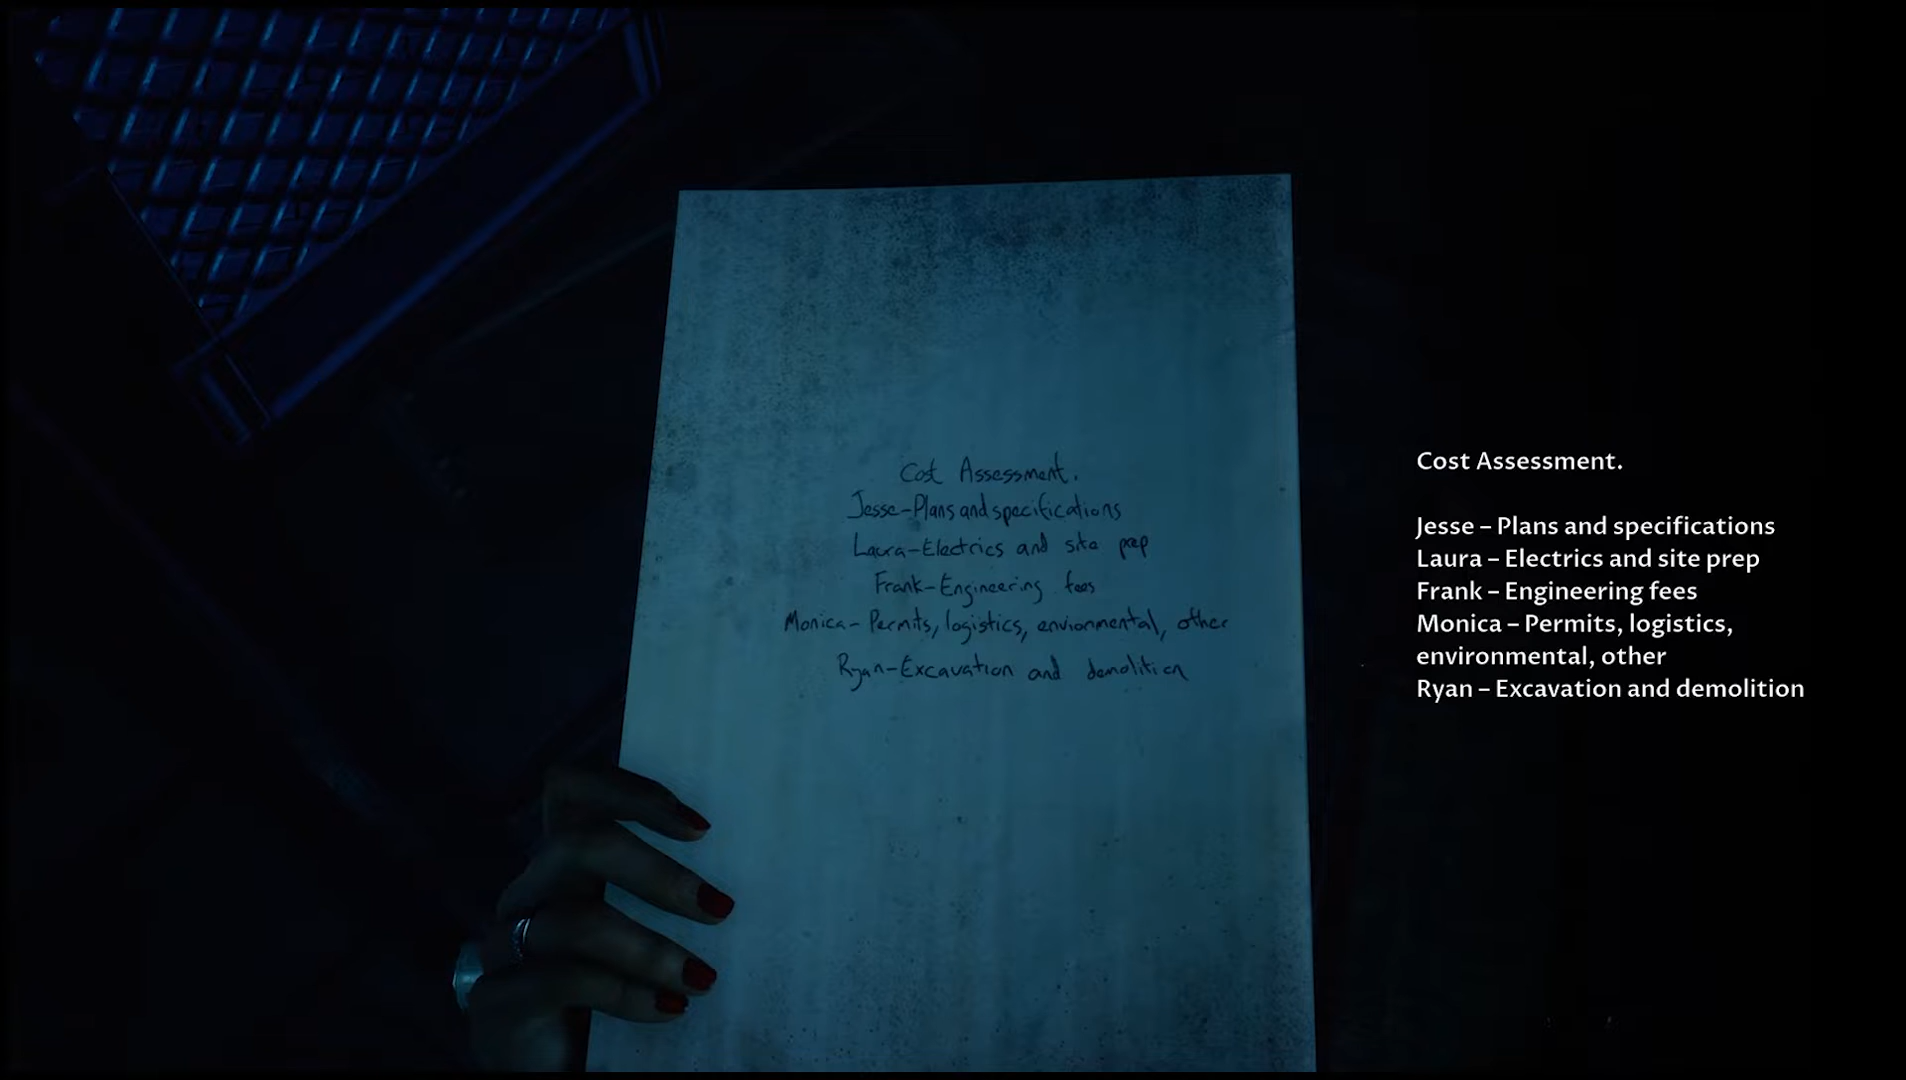 Cost Assessment.
Jesse-Plans and specifications
Laura-Electrics and site prep
Frank-Engineering fees
Monica- Permits, logistics, envionmental, other
Ryan-Excavation and demolition
Cost Assessment.
Jesse – Plans and specifications
Laura – Electrics and site prep
Frank – Engineering fees
Monica – Permits, logistics,
environmental, other
Ryan – Excavation and demolition